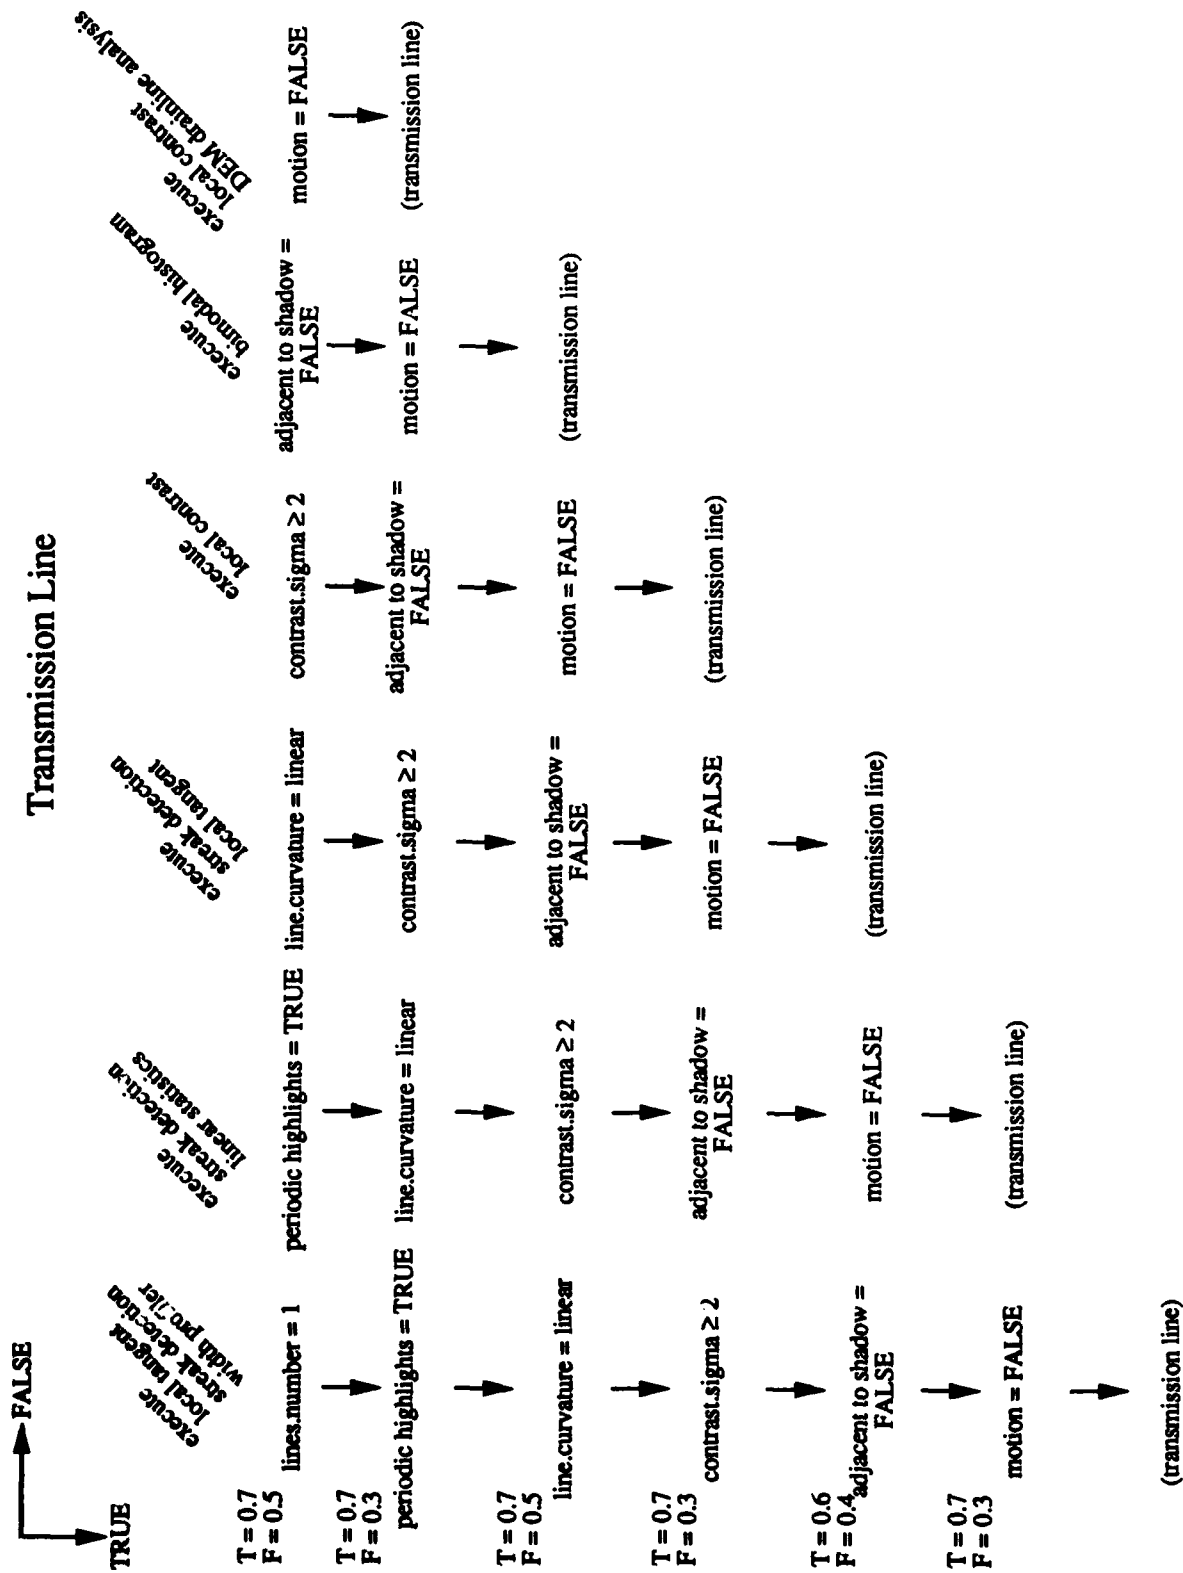 Transmission Line
FALSE
TRUE
T = 0.7
F = 0.5
T = 0.7
F = 0.3
T = 0.7
F = 0.5
T = 0.7
F = 0.3
T = 0.6
F = 0.4
T = 0.7
F = 0.3
execute
local tangent
streak detection
width
lines.number = 1
periodic highlights = TRUE
line.curvature = linear
contrast.sigma ≥ 2
adjacent to shadow =
FALSE
motion = FALSE
(transmission line)
execute
streak detection
linear statistics
periodic highlights = TRUE
line.curvature = linear
contrast.sigma ≥ 2
adjacent to shadow =
FALSE
motion = FALSE
(transmission line)
execute
streak detection
local tangent
line.curvature = linear
contrast.sigma ≥ 2
adjacent to shadow =
FALSE
motion = FALSE
(transmission line)
execute
local contrast
contrast.sigma ≥ 2
adjacent to shadow =
FALSE
motion = FALSE
(transmission line)
execute
bimodal histogram
adjacent to shadow =
FALSE
motion = FALSE
(transmission line)
execute
local contrast
DEM drainline analysis
motion = FALSE
(transmission line)